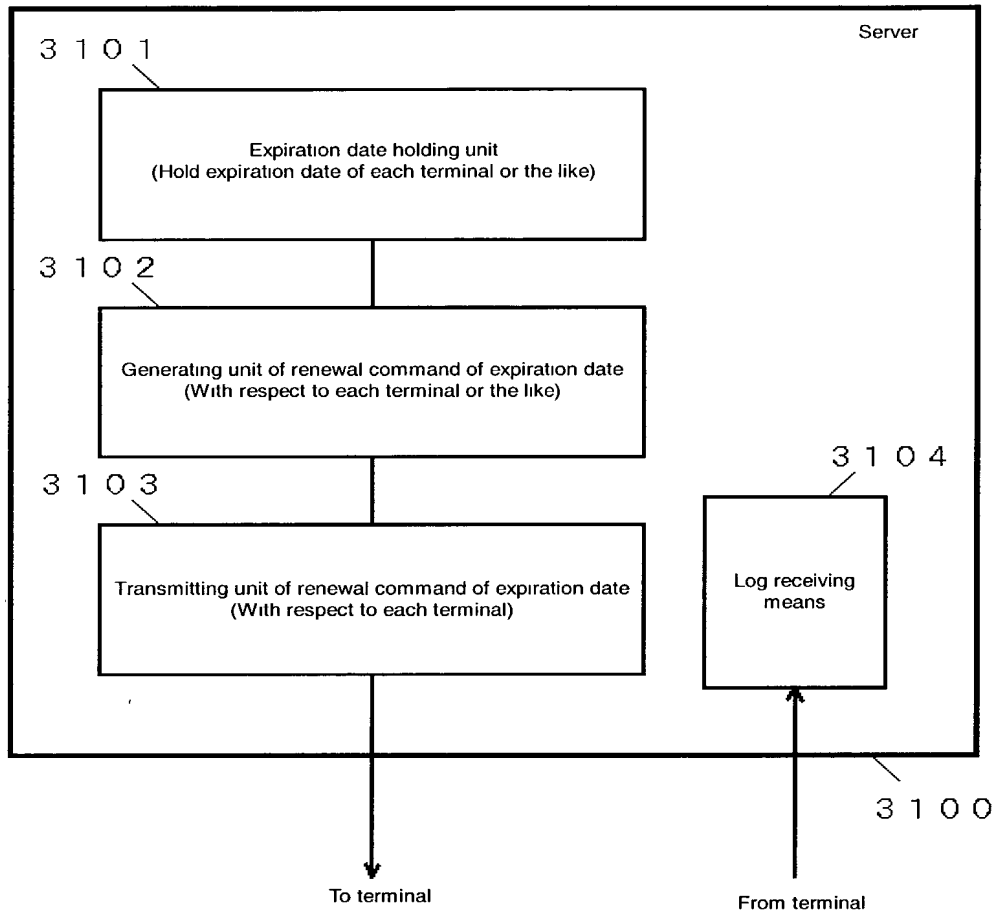 Server
3101
Expiration date holding unit
(Hold expiration date of each terminal or the like)
3102
Generating unit of renewal command of expiration date
(With respect to each terminal or the like)
3103
Transmitting unit of renewal command of expiration date
(With respect to each terminal)
3104
Log receiving
means
3100
To terminal
From terminal